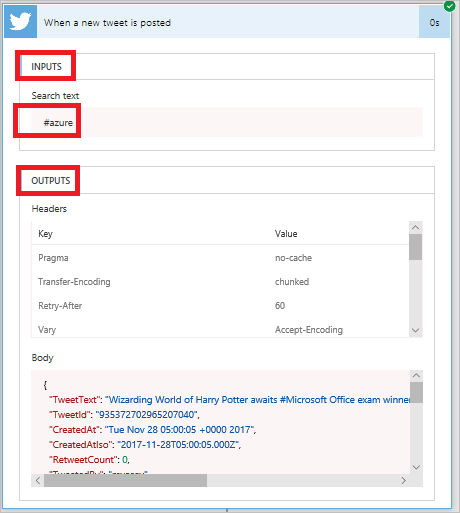 When a new tweet is posted 0s
INPUTS
Search text
#azure
OUTPUTS
Headers
Key Value
Pragma no-cache
Transfer-Encoding chunked
Retry-After 60
Vary Accept-Encoding
Body
{
"TweetText": "Wizarding World of Harry Potter awaits #Microsoft Office exam winner
"TweetId": "935372702965207040",
"CreatedAt": "Tue Nov 28 05:00:05 +0000 2017",
"CreatedAtIso": "2017-11-28T05:00:05.000Z",
"RetweetCount": 0,
"TweetedBy":